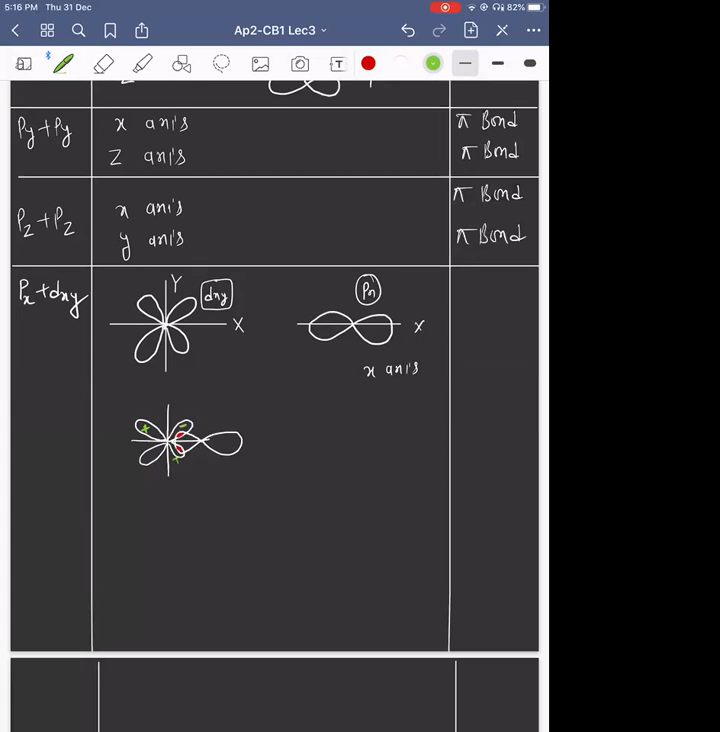 5:16 PM Thu 31 Dec
82%
Ap2-CB1 Lec3
T
Py+Py
x axis
π Bond
z axis
π Bond
Pz+Pz
x axis
π Bond
y axis
π Bond
Px+dxy
Y
dxy
X
Px
x
x axis
+
-
+